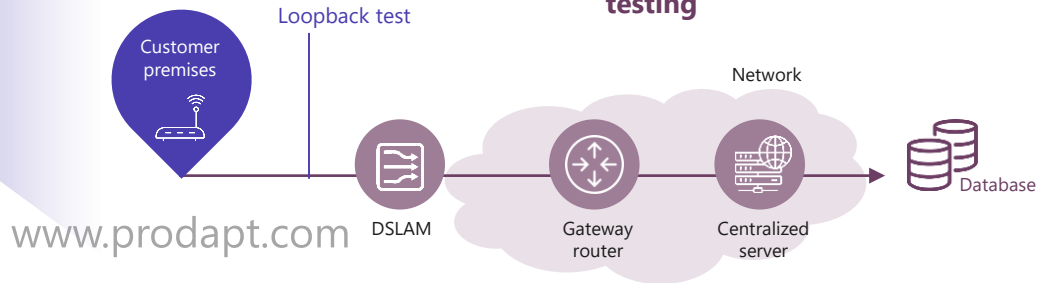 testing
Loopback test
Customer
premises
Network
Database
www.prodapt.com
DSLAM
Gateway
router
Centralized
server